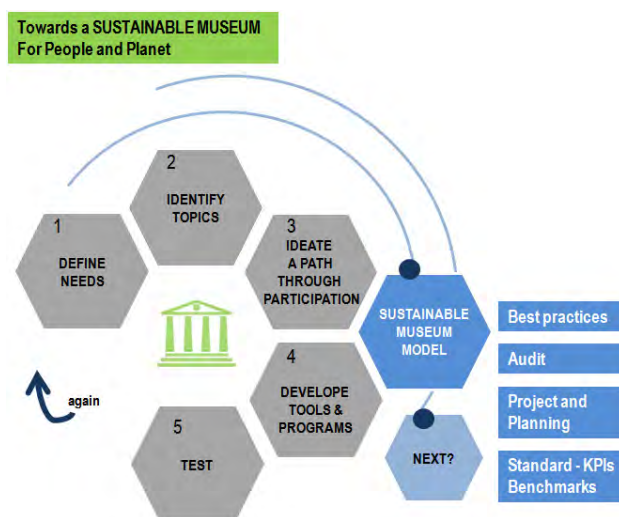 Towards a SUSTAINABLE MUSEUM
For People and Planet
1
DEFINE
NEEDS
2
IDENTIFY
TOPICS
3
IDEATE
A PATH
THROUGH
PARTICIPATION
4
DEVELOPE
TOOLS &
PROGRAMS
5
TEST
again
SUSTAINABLE
MUSEUM
MODEL
NEXT?
Best practices
Audit
Project and
Planning
Standard - KPIs
Benchmarks